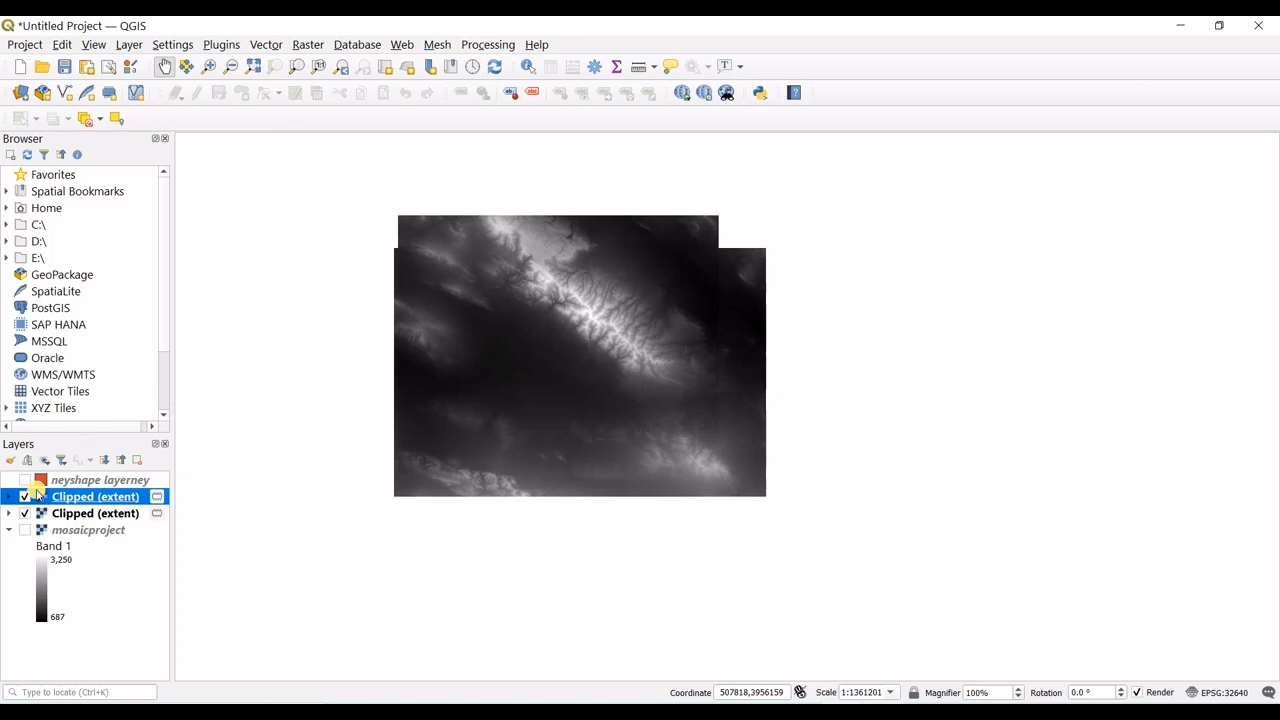 *Untitled Project — QGIS
Project Edit View Layer Settings Plugins Vector Raster Database Web Mesh Processing Help
Browser
Favorites
Spatial Bookmarks
Home
C:\
D:\
E:\
GeoPackage
SpatiaLite
PostGIS
SAP HANA
MSSQL
Oracle
WMS/WMTS
Vector Tiles
XYZ Tiles
Layers
neyshape layerney
Clipped (extent)
Clipped (extent)
mosaicproject
Band 1
3,250
687
Type to locate (Ctrl+K)
Coordinate 507818,3956159 Scale 1:1361201 Magnifier 100% Rotation 0.0 ° Render EPSG:32640